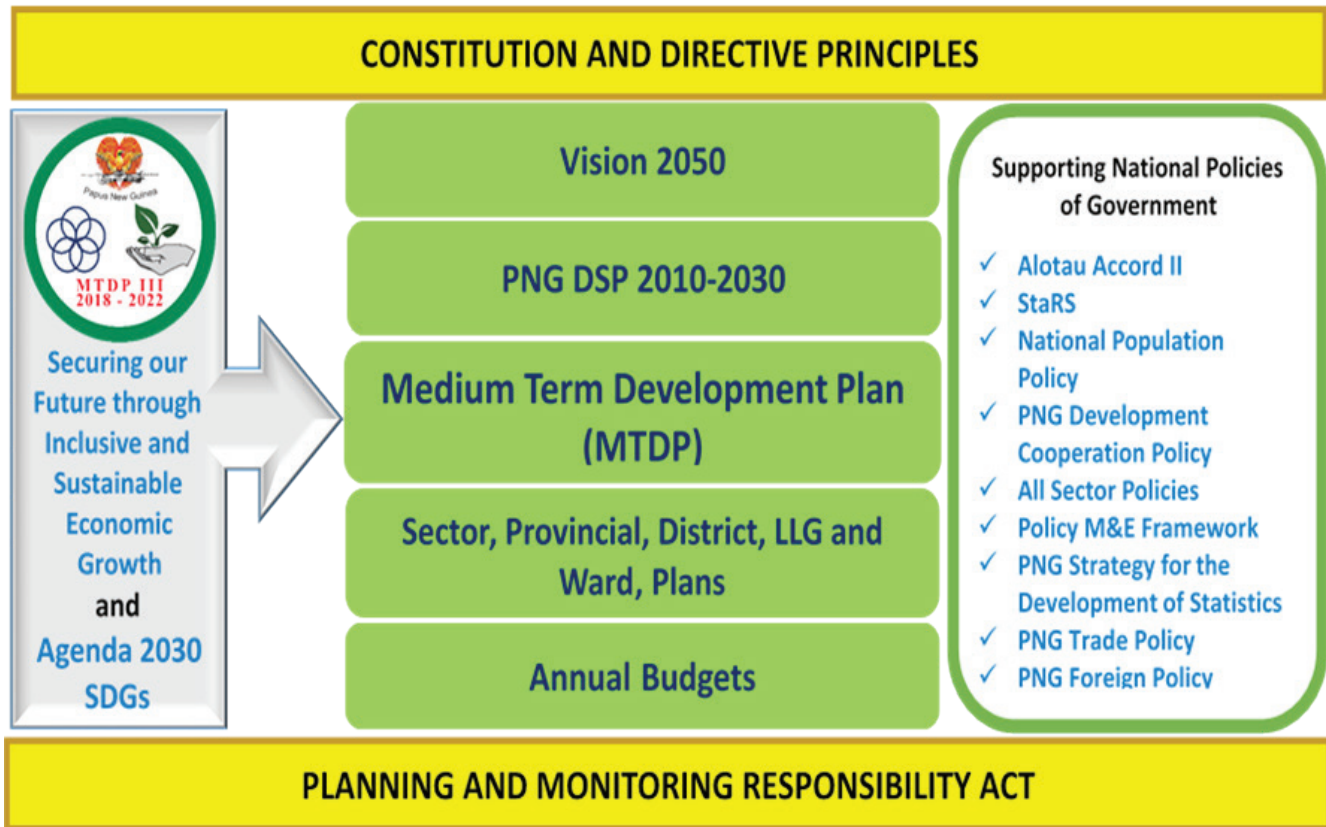 CONSTITUTION AND DIRECTIVE PRINCIPLES
Papua New Guinea
MTDP III
2018 - 2022
Securing our
Future through
Inclusive and
Sustainable
Economic
Growth
and
Agenda 2030
SDGs
Vision 2050
PNG DSP 2010-2030
Medium Term Development Plan
(MTDP)
Sector, Provincial, District, LLG and
Ward, Plans
Annual Budgets
Supporting National Policies
of Government
✓ Alotau Accord II
✓ StaRS
✓ National Population
Policy
✓ PNG Development
Cooperation Policy
✓ All Sector Policies
✓ Policy M&E Framework
✓ PNG Strategy for the
Development of Statistics
✓ PNG Trade Policy
✓ PNG Foreign Policy
PLANNING AND MONITORING RESPONSIBILITY ACT